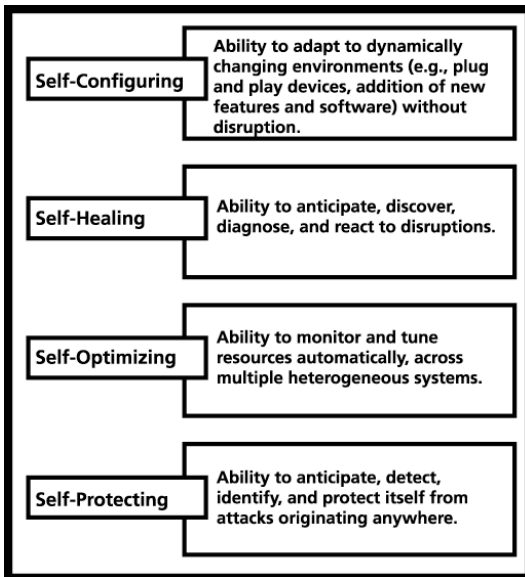 Self-Configuring
Ability to adapt to dynamically
changing environments (e.g., plug
and play devices, addition of new
features and software) without
disruption.
Self-Healing
Ability to anticipate, discover,
diagnose, and react to disruptions.
Self-Optimizing
Ability to monitor and tune
resources automatically, across
multiple heterogeneous systems.
Self-Protecting
Ability to anticipate, detect,
identify, and protect itself from
attacks originating anywhere.